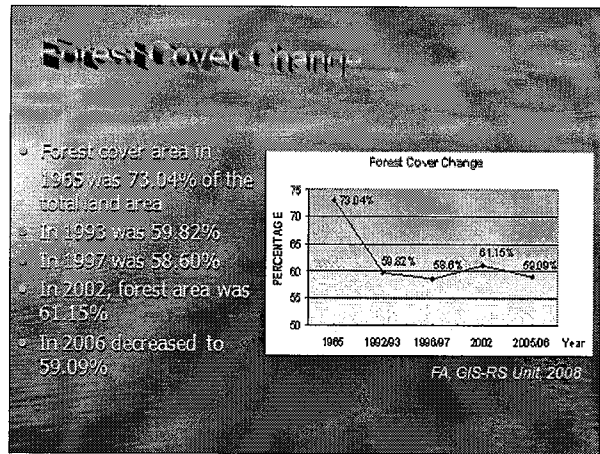 Forest Cover Change
Forest cover area in
1965 was 73.04% of the
total land area
In 1993 was 59.82%
In 1997 was 58.60%
In 2002, forest area was
61.15%
In 2006 decreased to
59.09%
Forest Cover Change
PERCENTAGE
75
70
65
60
55
50
73.04%
59.82%
58.6%
61.15%
59.09%
1965 1992/93 1996/97 2002 2005/06 Year
FA, GIS-RS Unit, 2008